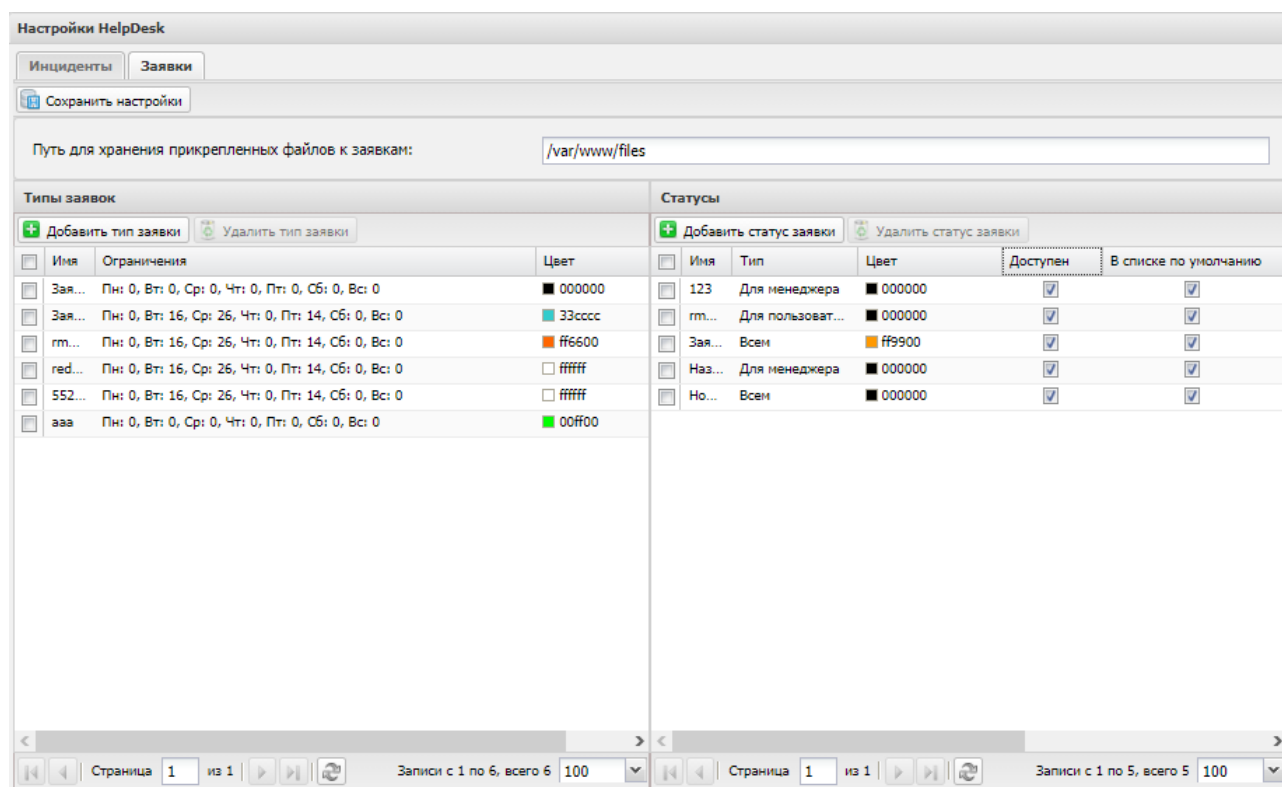 Настройки HelpDesk
Инциденты Заявки
Сохранить настройки
Путь для хранения прикрепленных файлов к заявкам: /var/www/files
Типы заявок
Добавить тип заявки Удалить тип заявки
Имя Ограничения Цвет
Зая... Пн: 0, Вт: 0, Ср: 0, Чт: 0, Пт: 0, Сб: 0, Вс: 0 000000
Зая... Пн: 0, Вт: 16, Ср: 26, Чт: 0, Пт: 14, Сб: 0, Вс: 0 33cccc
rm... Пн: 0, Вт: 16, Ср: 26, Чт: 0, Пт: 14, Сб: 0, Вс: 0 ff6600
red... Пн: 0, Вт: 16, Ср: 26, Чт: 0, Пт: 14, Сб: 0, Вс: 0 ffffff
552... Пн: 0, Вт: 16, Ср: 26, Чт: 0, Пт: 14, Сб: 0, Вс: 0 ffffff
aaa Пн: 0, Вт: 0, Ср: 0, Чт: 0, Пт: 0, Сб: 0, Вс: 0 00ff00
Страница 1 из 1 Записи с 1 по 6, всего 6 100
Статусы
Добавить статус заявки Удалить статус заявки
Имя Тип Цвет Доступен В списке по умолчанию
123 Для менеджера 000000
rm... Для пользоват... 000000
Зая... Всем ff9900
Наз... Для менеджера 000000
Но... Всем 000000
Страница 1 из 1 Записи с 1 по 5, всего 5 100